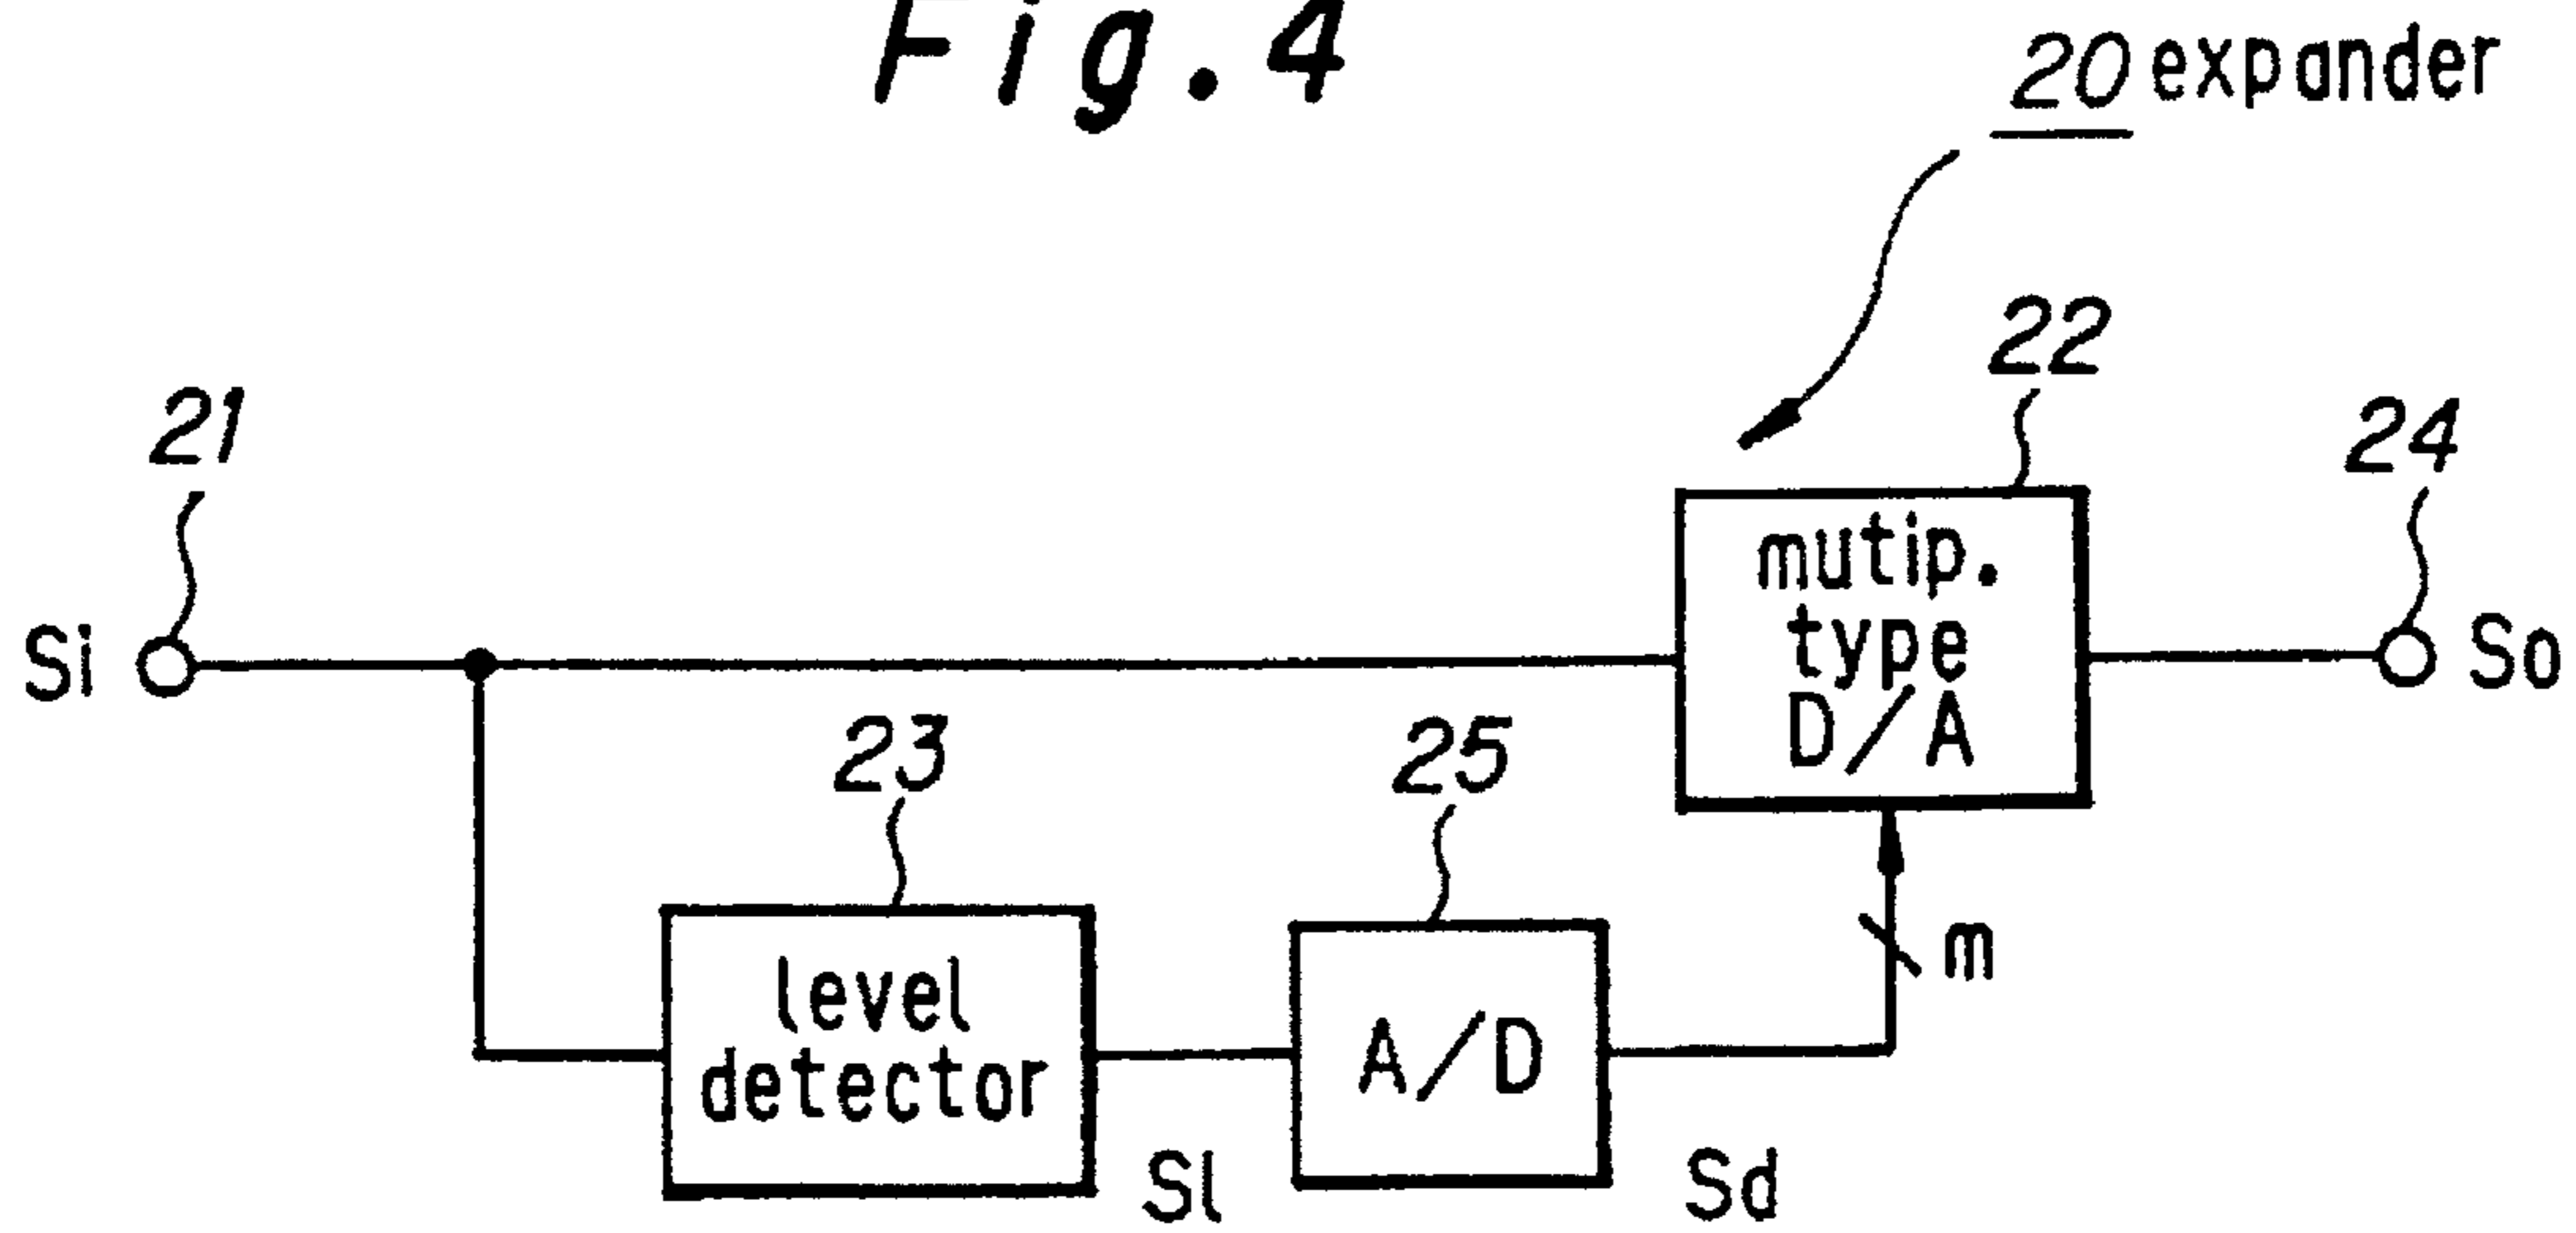 Fig. 4
20 expander
22
21
24
mutip.
type
D/A
Si
So
23
25
m
level
detector
A/D
Sl
Sd